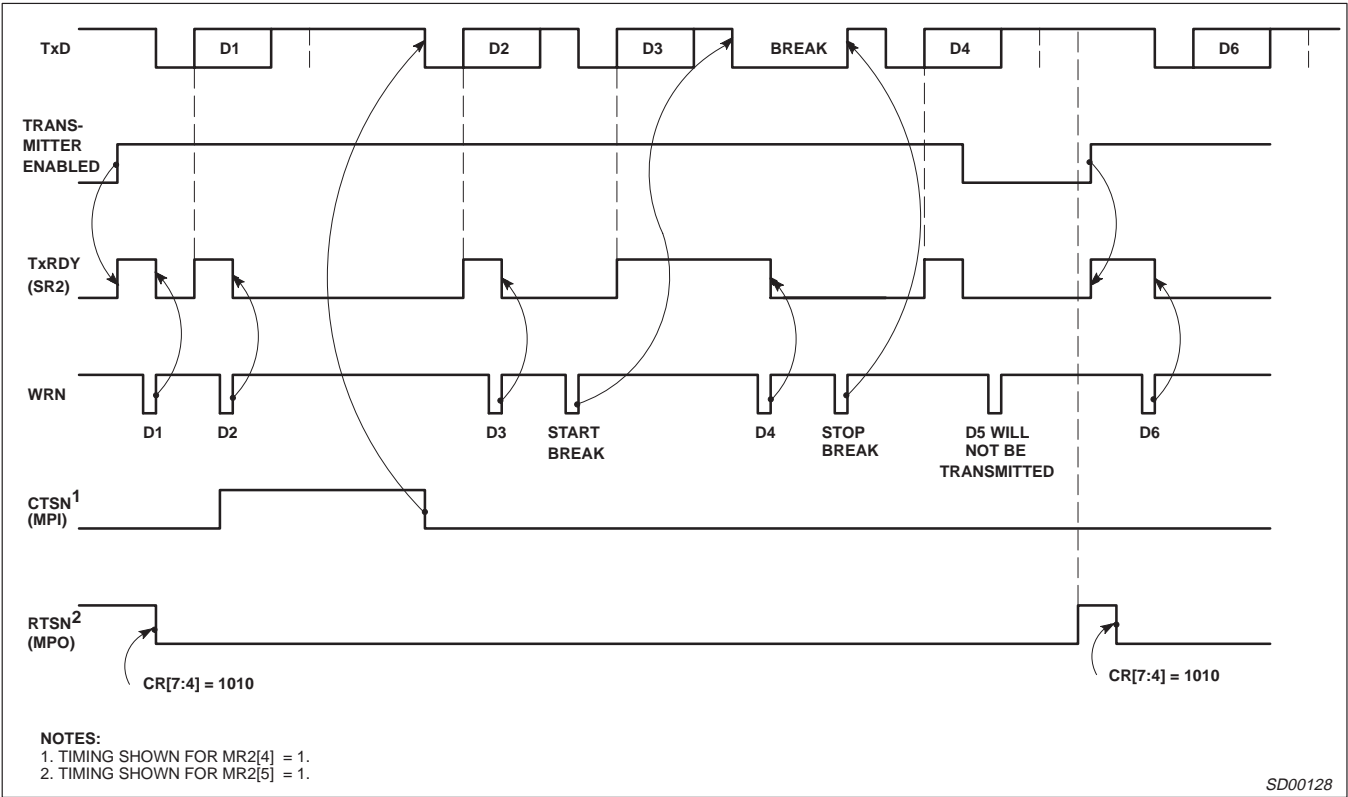 TxD
D1
D2
D3
BREAK
D4
D6
TRANS-
MITTER
ENABLED
TxRDY
(SR2)
WRN
D1
D2
D3
START
BREAK
D4
STOP
BREAK
D5 WILL
NOT BE
TRANSMITTED
D6
CTSN1
(MPI)
RTSN2
(MPO)
CR[7:4] = 1010
CR[7:4] = 1010
NOTES:
1. TIMING SHOWN FOR MR2[4] = 1.
2. TIMING SHOWN FOR MR2[5] = 1.
SD00128